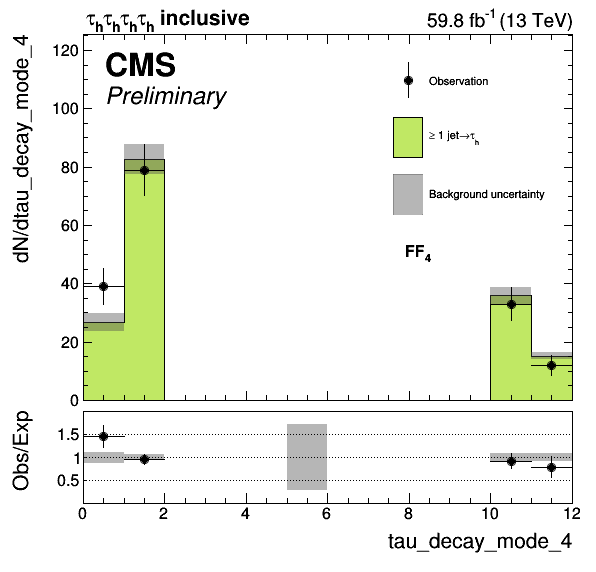 τhτhτhτh inclusive
59.8 fb⁻¹ (13 TeV)
dN/dtau_decay_mode_4
120
100
80
60
40
20
0
CMS
Preliminary
Observation
≥ 1 jet→τh
Background uncertainty
FF4
Obs/Exp
1.5
1
0.5
0 2 4 6 8 10 12
tau_decay_mode_4